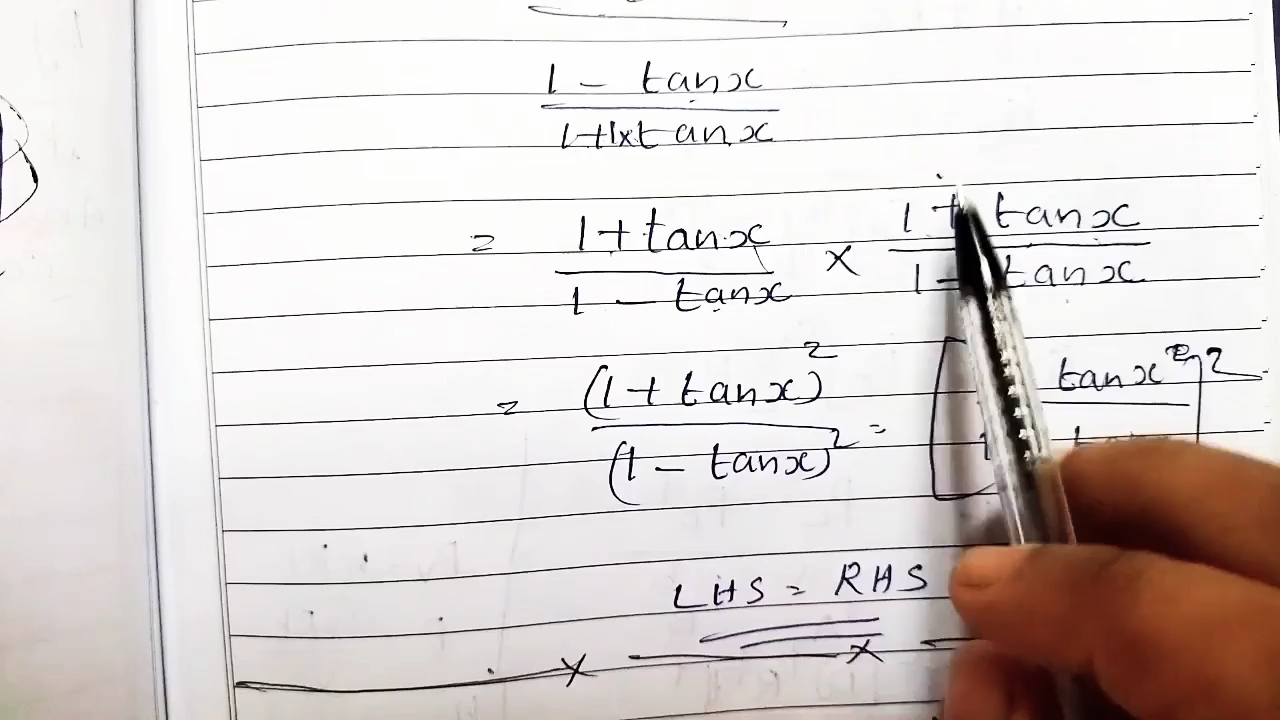 1 - tanx
1+1×tanx
= 1+tanx × 1+tanx
1 - tanx 1 - tanx
= (1+tanx)² = tanx 2
(1 - tanx)²
LHS = RHS